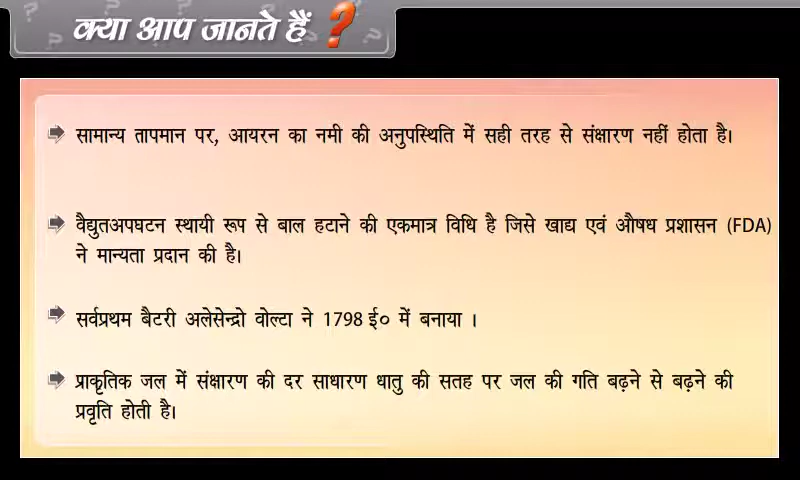 क्या आप जानते हैं ?
सामान्य तापमान पर, आयरन का नमी की अनुपस्थिति में सही तरह से संक्षारण नहीं होता है।
वैद्युतअपघटन स्थायी रूप से बाल हटाने की एकमात्र विधि है जिसे खाद्य एवं औषध प्रशासन (FDA)
ने मान्यता प्रदान की है।
सर्वप्रथम बैटरी अलेसेन्द्रो वोल्टा ने 1798 ई० में बनाया ।
प्राकृतिक जल में संक्षारण की दर साधारण धातु की सतह पर जल की गति बढ़ने से बढ़ने की
प्रवृति होती है।